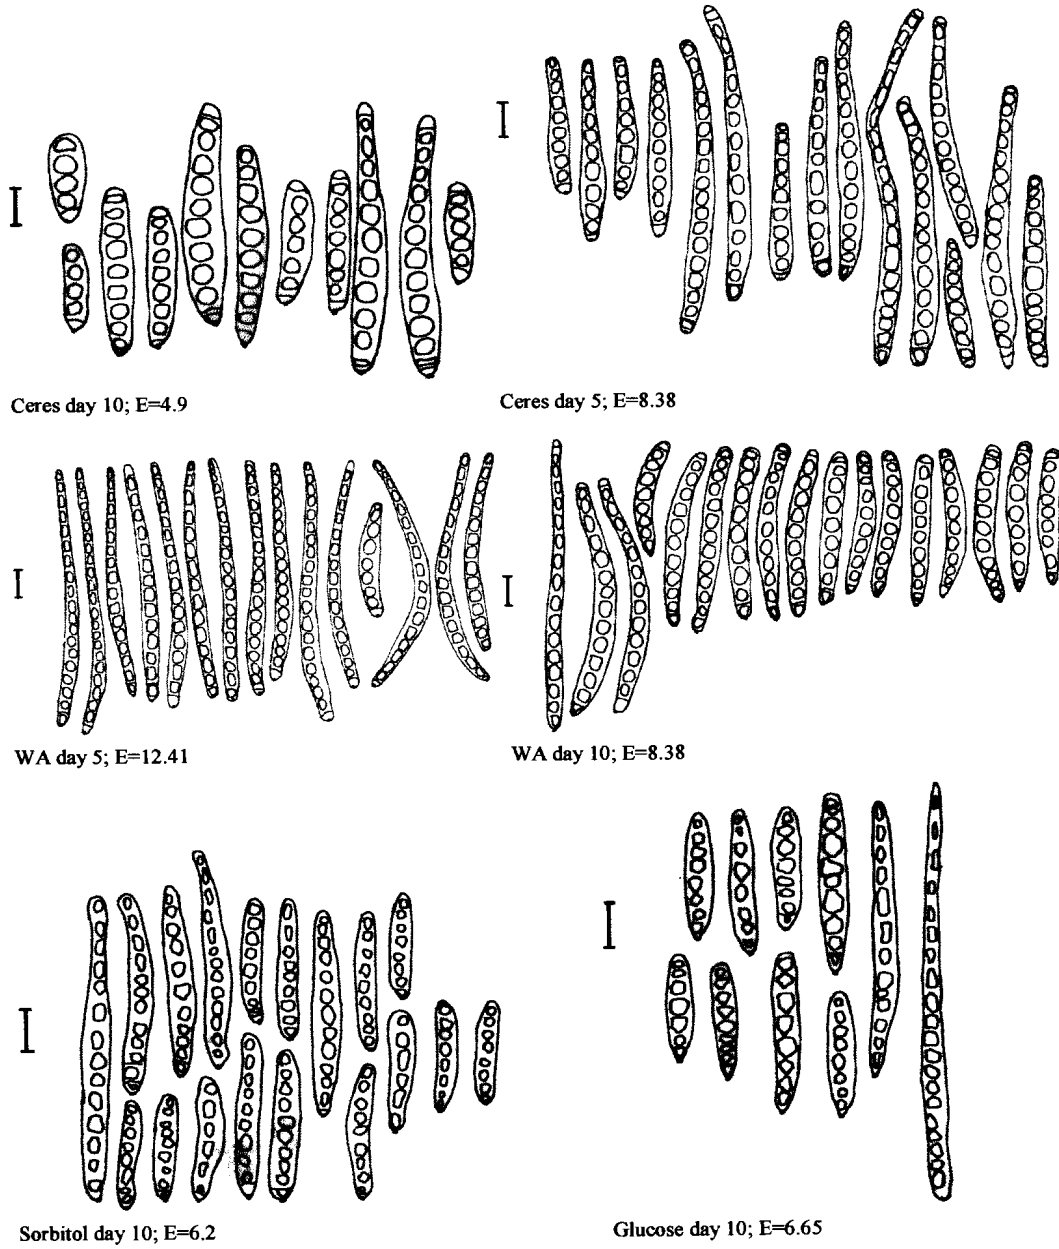 Ceres day 10; E=4.9
Ceres day 5; E=8.38
WA day 5; E=12.41
WA day 10; E=8.38
Sorbitol day 10; E=6.2
Glucose day 10; E=6.65